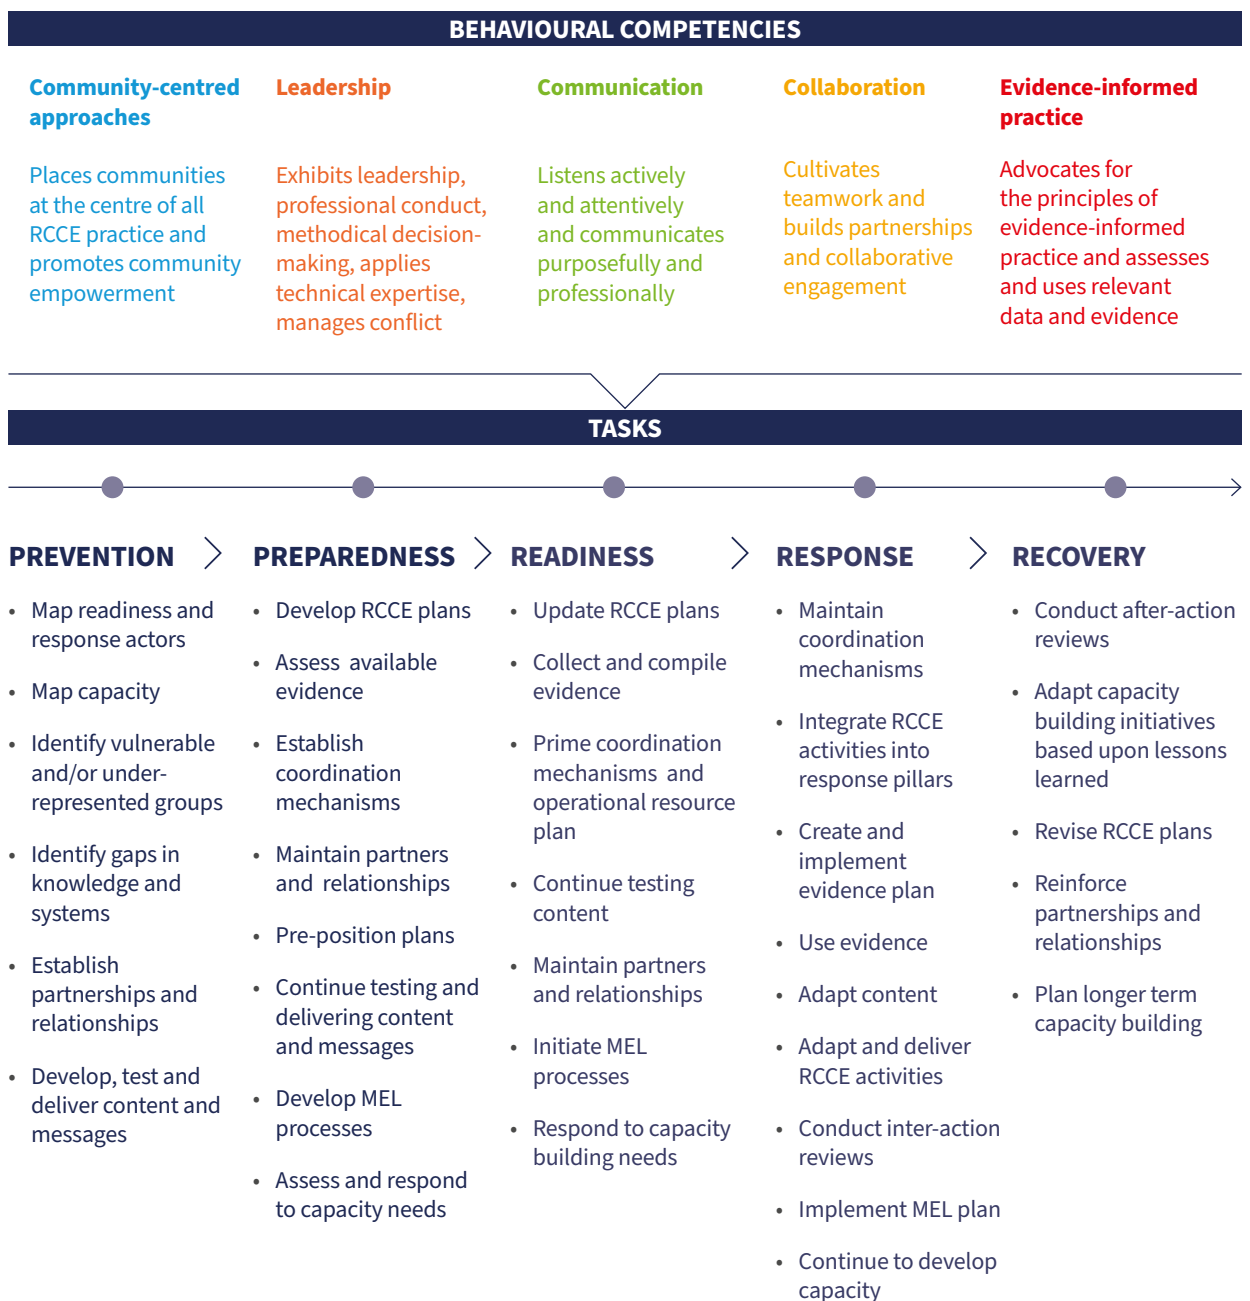 BEHAVIOURAL COMPETENCIES
Community-centred
approaches
Places communities
at the centre of all
RCCE practice and
promotes community
empowerment
Leadership
Exhibits leadership,
professional conduct,
methodical decision-
making, applies
technical expertise,
manages conflict
Communication
Listens actively
and attentively
and communicates
purposefully and
professionally
Collaboration
Cultivates
teamwork and
builds partnerships
and collaborative
engagement
Evidence-informed
practice
Advocates for
the principles of
evidence-informed
practice and assesses
and uses relevant
data and evidence
TASKS
PREVENTION
• Map readiness and
response actors
• Map capacity
• Identify vulnerable
and/or under-
represented groups
• Identify gaps in
knowledge and
systems
• Establish
partnerships and
relationships
• Develop, test and
deliver content and
messages
PREPAREDNESS
• Develop RCCE plans
• Assess available
evidence
• Establish
coordination
mechanisms
• Maintain partners
and relationships
• Pre-position plans
• Continue testing and
delivering content
and messages
• Develop MEL
processes
• Assess and respond
to capacity needs
READINESS
• Update RCCE plans
• Collect and compile
evidence
• Prime coordination
mechanisms and
operational resource
plan
• Continue testing
content
• Maintain partners
and relationships
• Initiate MEL
processes
• Respond to capacity
building needs
RESPONSE
• Maintain
coordination
mechanisms
• Integrate RCCE
activities into
response pillars
• Create and
implement
evidence plan
• Use evidence
• Adapt content
• Adapt and deliver
RCCE activities
• Conduct inter-action
reviews
• Implement MEL plan
• Continue to develop
capacity
RECOVERY
• Conduct after-action
reviews
• Adapt capacity
building initiatives
based upon lessons
learned
• Revise RCCE plans
• Reinforce
partnerships and
relationships
• Plan longer term
capacity building